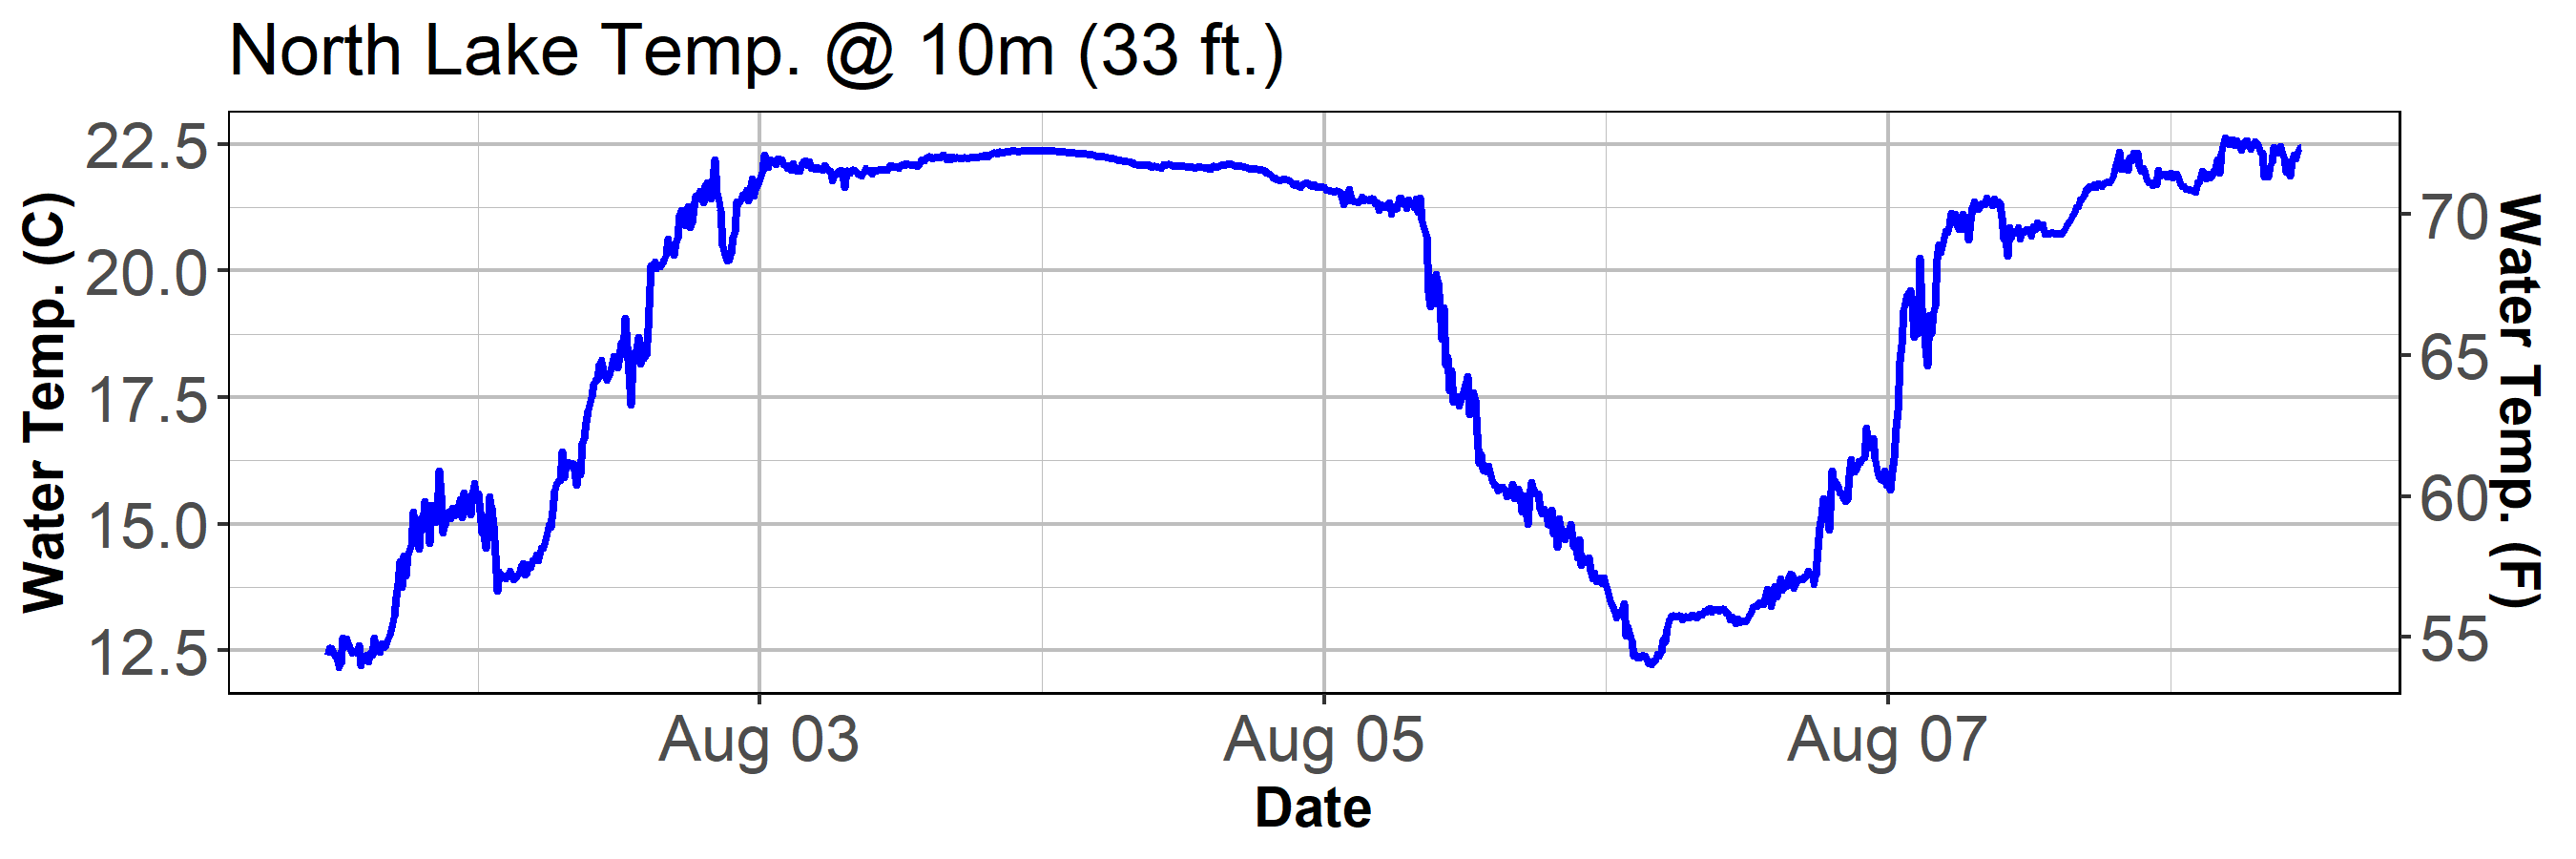 North Lake Temp. @ 10m (33 ft.)
Water Temp. (C)
22.5
20.0
17.5
15.0
12.5
70
65
60
55
Water Temp. (F)
Aug 03 Aug 05 Aug 07
Date